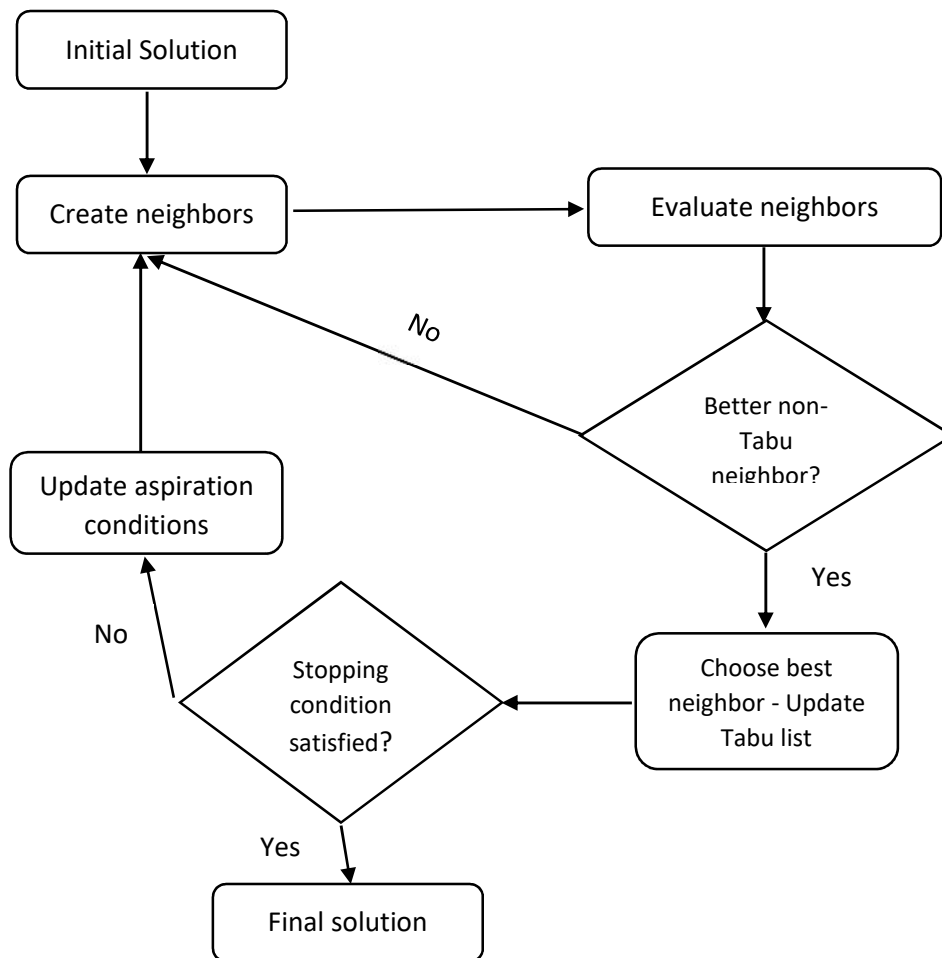 Initial Solution
Create neighbors
Evaluate neighbors
No
Better non-
Tabu
neighbor?
Yes
Update aspiration
conditions
No
Stopping
condition
satisfied?
Choose best
neighbor - Update
Tabu list
Yes
Final solution